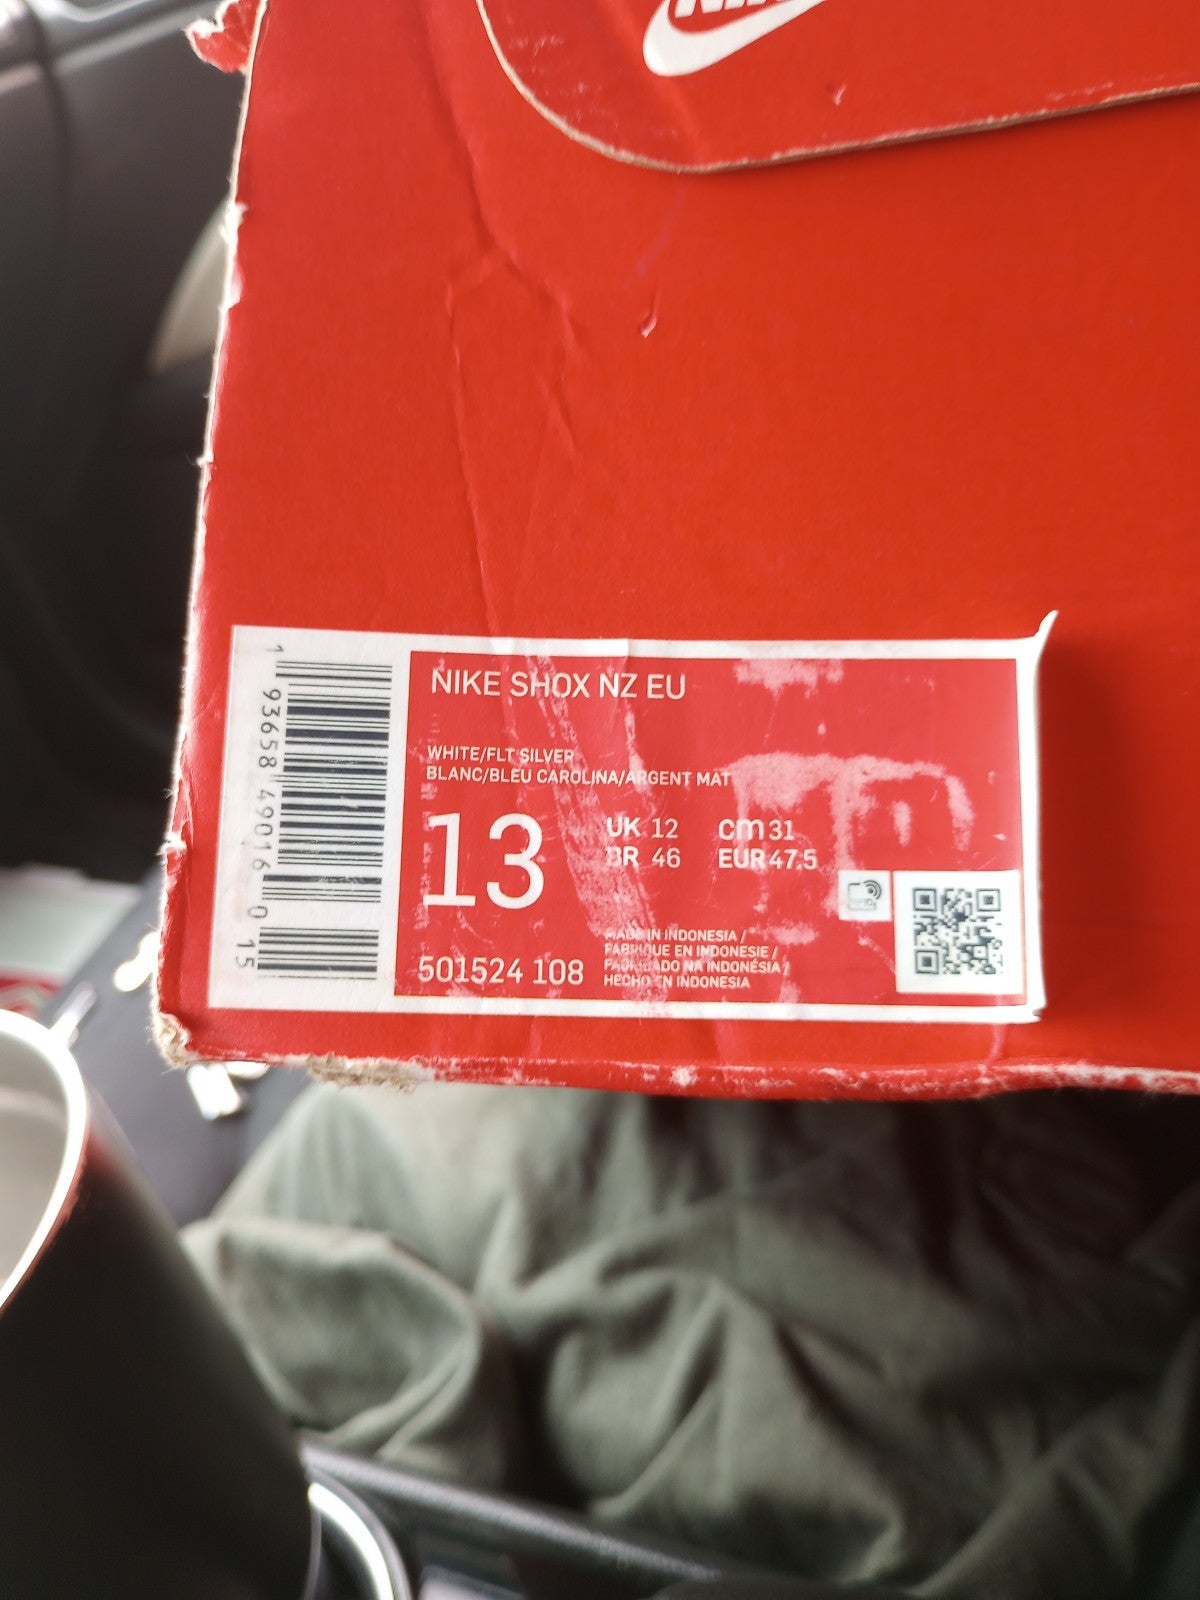 NIKE SHOX NZ EU
WHITE/FLT SILVER
BLANC/BLEU CAROLINA/ARGENT MAT
13
UK 12 cm 31
BR 46 EUR 47.5
MADE IN INDONESIA /
FABRIQUE EN INDONESIE /
FABRICADO NA INDONÉSIA /
HECHO EN INDONESIA
501524 108
1 93658 49016 0 15